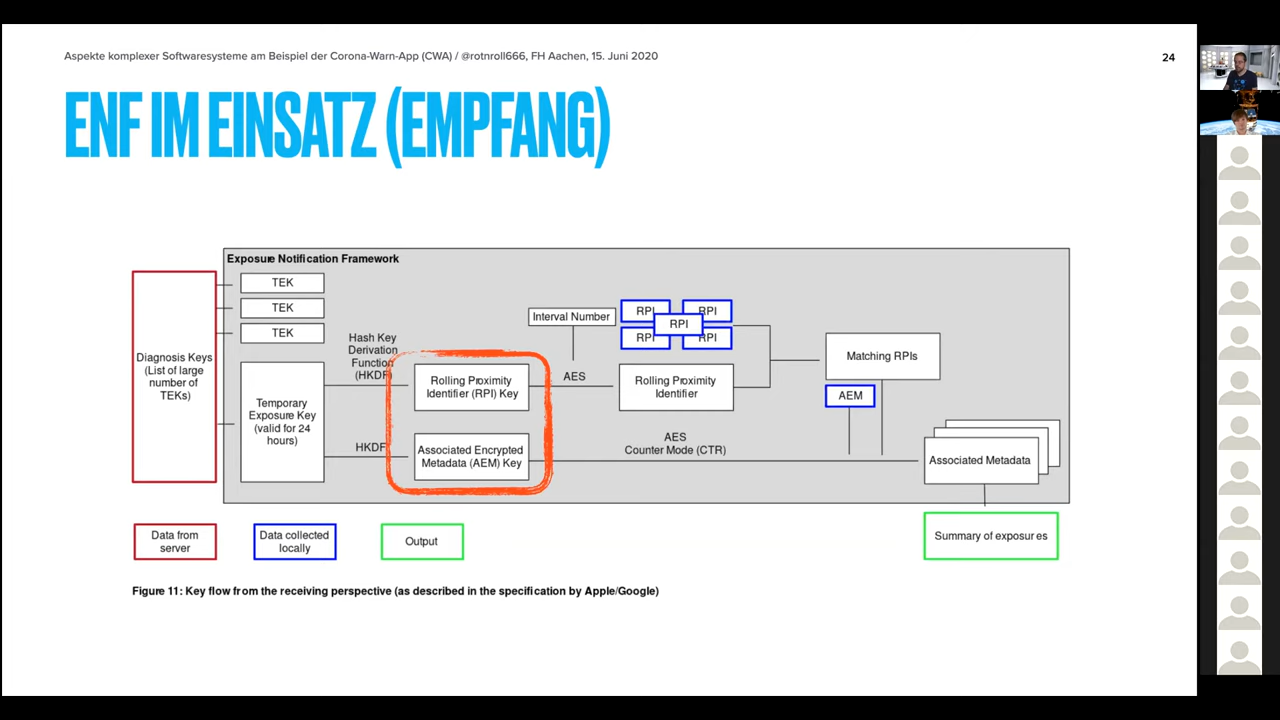 Aspekte komplexer Softwaresysteme am Beispiel der Corona-Warn-App (CWA) / @rotnroll666, FH Aachen, 15. Juni 2020
24
ENF IM EINSATZ (EMPFANG)
Exposure Notification Framework
Diagnosis Keys
(List of large
number of
TEKs)
TEK
TEK
TEK
Temporary
Exposure Key
(valid for 24
hours)
Hash Key
Derivation
Function
(HKDF)
HKDF
Rolling Proximity
Identifier (RPI) Key
Associated Encrypted
Metadata (AEM) Key
Interval Number
AES
RPI
RPI
RPI
RPI
RPI
Rolling Proximity
Identifier
AES
Counter Mode (CTR)
Matching RPIs
AEM
Associated Metadata
Summary of exposures
Data from
server
Data collected
locally
Output
Figure 11: Key flow from the receiving perspective (as described in the specification by Apple/Google)